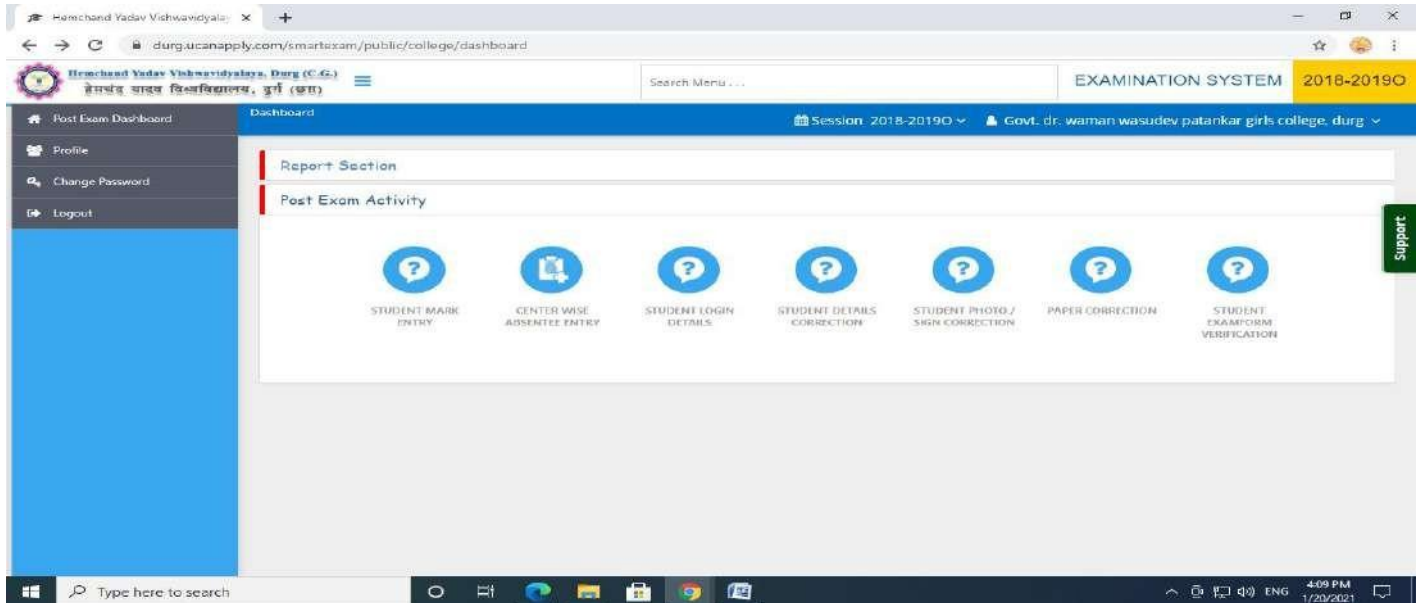 Hemchand Yadav Vishwavidyala
durg.ucanapply.com/smartexam/public/college/dashboard
Hemchand Yadav Vishwavidyalaya, Durg (C.G.)
हेमचंद यादव विश्वविद्यालय, दुर्ग (छग)
Search Menu ...
EXAMINATION SYSTEM
2018-2019O
Post Exam Dashboard
Dashboard
Session 2018-2019O
Govt. dr. waman wasudev patankar girls college, durg
Profile
Change Password
Logout
Report Section
Post Exam Activity
Support
STUDENT MARK
ENTRY
CENTER WISE
ABSENTEE ENTRY
STUDENT LOGIN
DETAILS
STUDENT DETAILS
CORRECTION
STUDENT PHOTO /
SIGN CORRECTION
PAPER CORRECTION
STUDENT
EXAMFORM
VERIFICATION
Type here to search
ENG
4:09 PM
1/20/2021